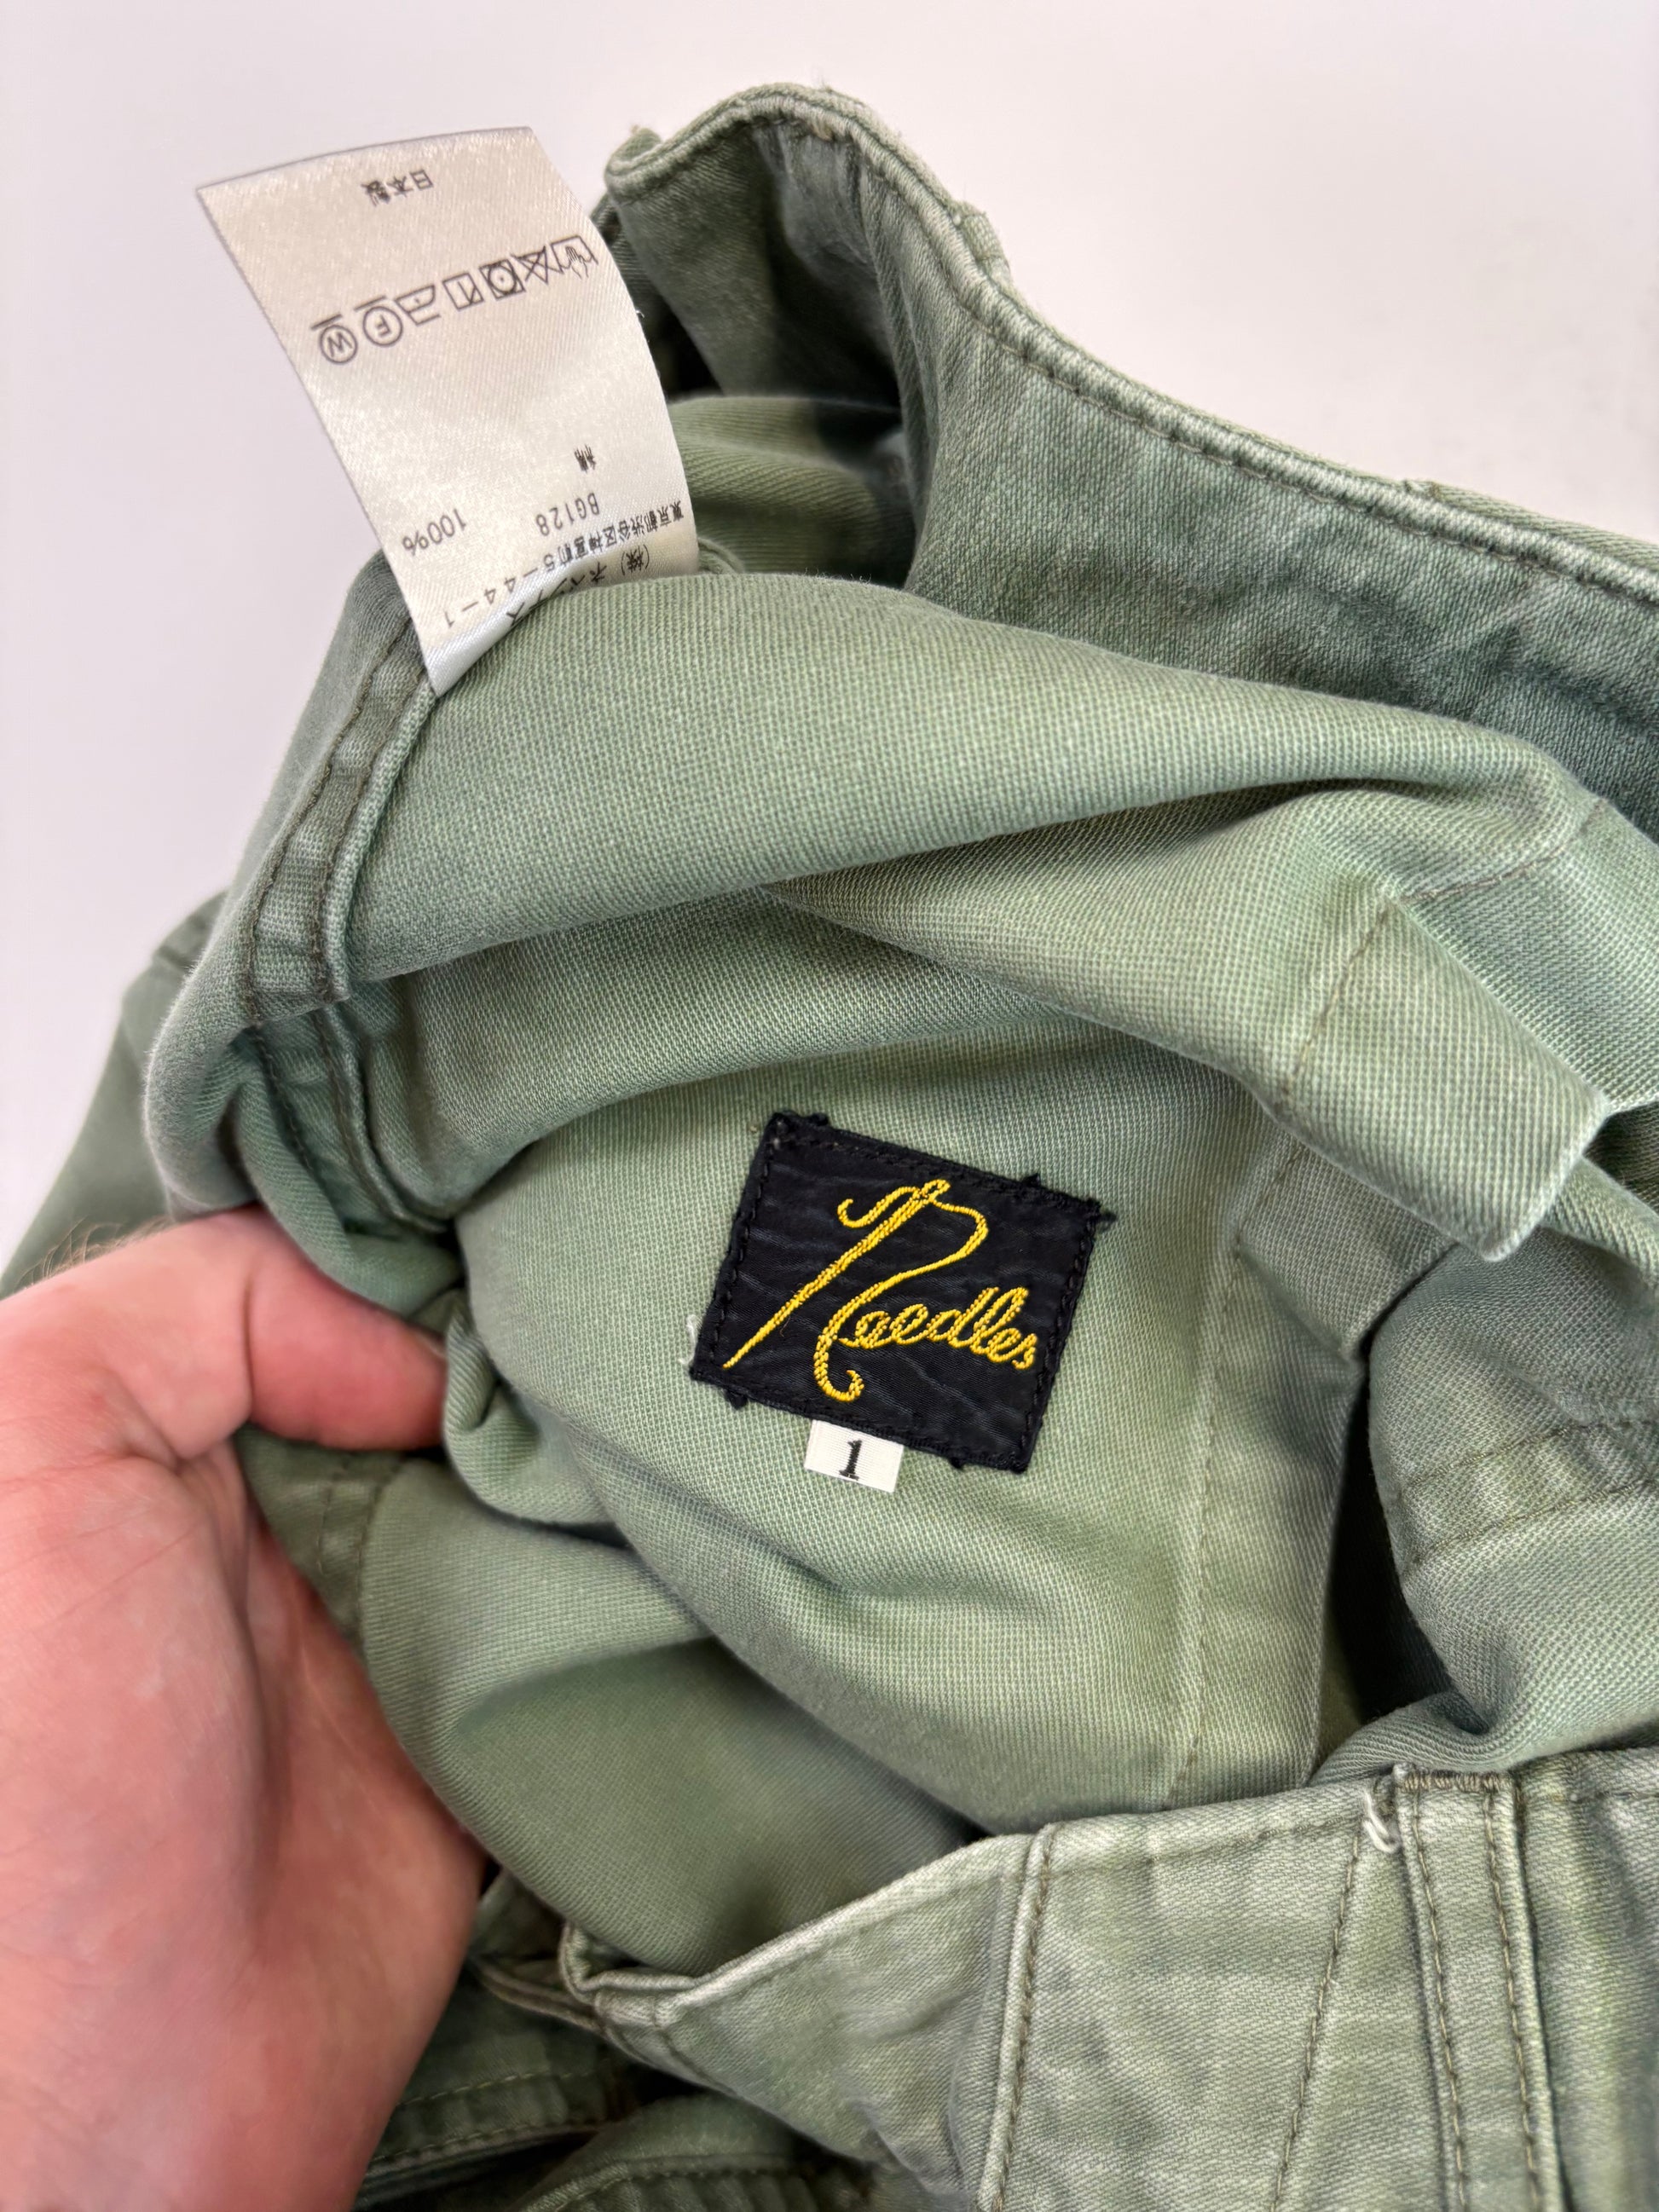 Needles
1
(株)ネペンテス
東京都渋谷区神宮前5-44-1
BG128
綿 100%
W
F
日本製